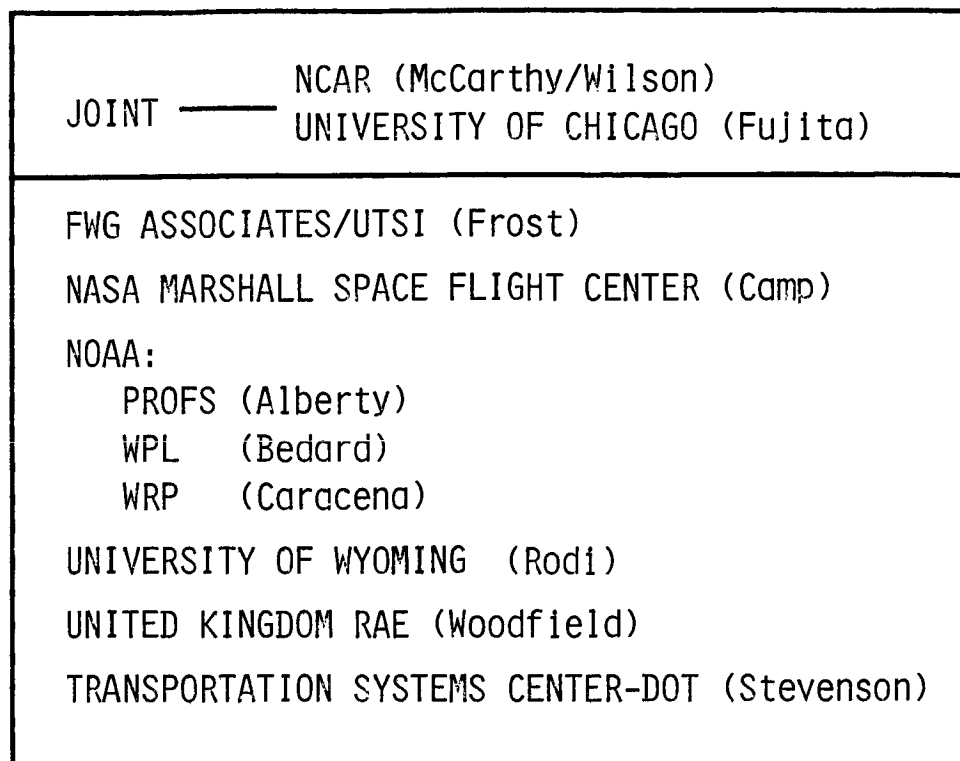 JOINT — NCAR (McCarthy/Wilson)
UNIVERSITY OF CHICAGO (Fujita)
FWG ASSOCIATES/UTSI (Frost)
NASA MARSHALL SPACE FLIGHT CENTER (Camp)
NOAA:
PROFS (Alberty)
WPL (Bedard)
WRP (Caracena)
UNIVERSITY OF WYOMING (Rodi)
UNITED KINGDOM RAE (Woodfield)
TRANSPORTATION SYSTEMS CENTER-DOT (Stevenson)